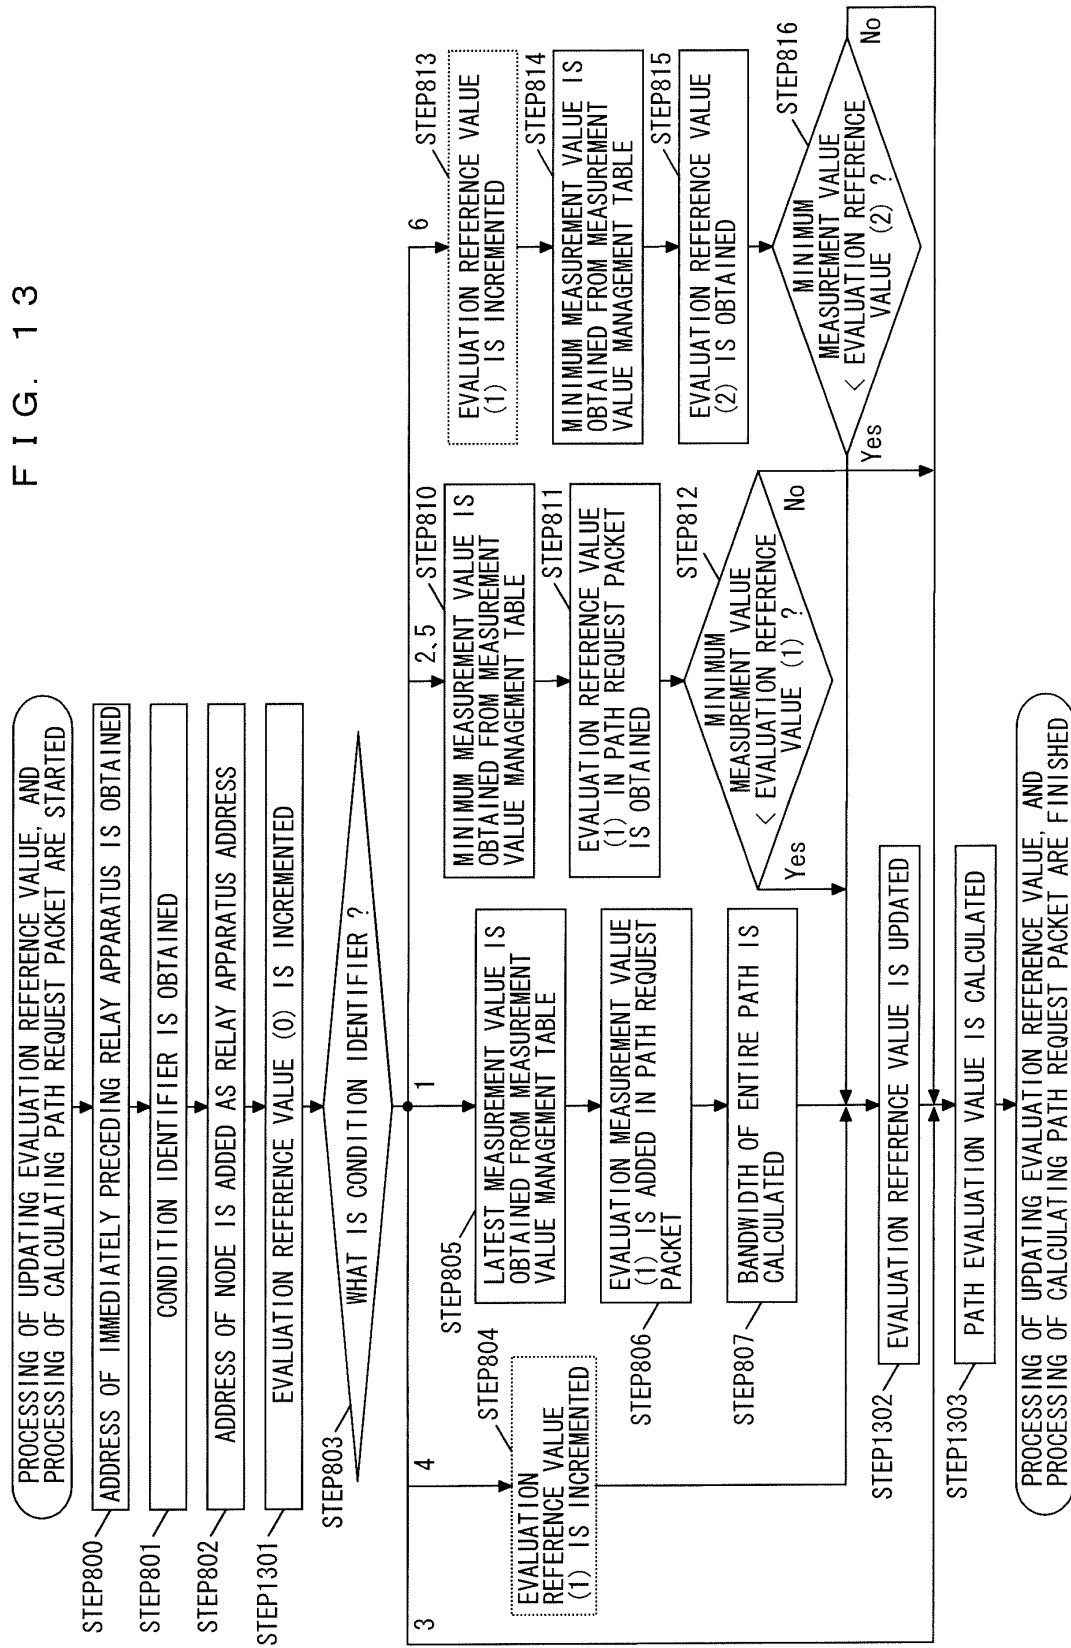 FIG. 13
PROCESSING OF UPDATING EVALUATION REFERENCE VALUE, AND
PROCESSING OF CALCULATING PATH REQUEST PACKET ARE STARTED
STEP800
ADDRESS OF IMMEDIATELY PRECEDING RELAY APPARATUS IS OBTAINED
STEP801
CONDITION IDENTIFIER IS OBTAINED
STEP802
ADDRESS OF NODE IS ADDED AS RELAY APPARATUS ADDRESS
STEP1301
EVALUATION REFERENCE VALUE (0) IS INCREMENTED
STEP803
WHAT IS CONDITION IDENTIFIER ?
3
4
STEP804
EVALUATION
REFERENCE VALUE
(1) IS INCREMENTED
1
STEP805
LATEST MEASUREMENT VALUE IS
OBTAINED FROM MEASUREMENT
VALUE MANAGEMENT TABLE
STEP806
EVALUATION MEASUREMENT VALUE
(1) IS ADDED IN PATH REQUEST
PACKET
STEP807
BANDWIDTH OF ENTIRE PATH IS
CALCULATED
2、5
STEP810
MINIMUM MEASUREMENT VALUE IS
OBTAINED FROM MEASUREMENT
VALUE MANAGEMENT TABLE
STEP811
EVALUATION REFERENCE VALUE
(1) IN PATH REQUEST PACKET
IS OBTAINED
STEP812
MINIMUM
MEASUREMENT VALUE
< EVALUATION REFERENCE
VALUE (1) ?
Yes
No
6
STEP813
EVALUATION REFERENCE VALUE
(1) IS INCREMENTED
STEP814
MINIMUM MEASUREMENT VALUE IS
OBTAINED FROM MEASUREMENT
VALUE MANAGEMENT TABLE
STEP815
EVALUATION REFERENCE VALUE
(2) IS OBTAINED
STEP816
MINIMUM
MEASUREMENT VALUE
< EVALUATION REFERENCE
VALUE (2) ?
Yes
No
STEP1302
EVALUATION REFERENCE VALUE IS UPDATED
STEP1303
PATH EVALUATION VALUE IS CALCULATED
PROCESSING OF UPDATING EVALUATION REFERENCE VALUE, AND
PROCESSING OF CALCULATING PATH REQUEST PACKET ARE FINISHED